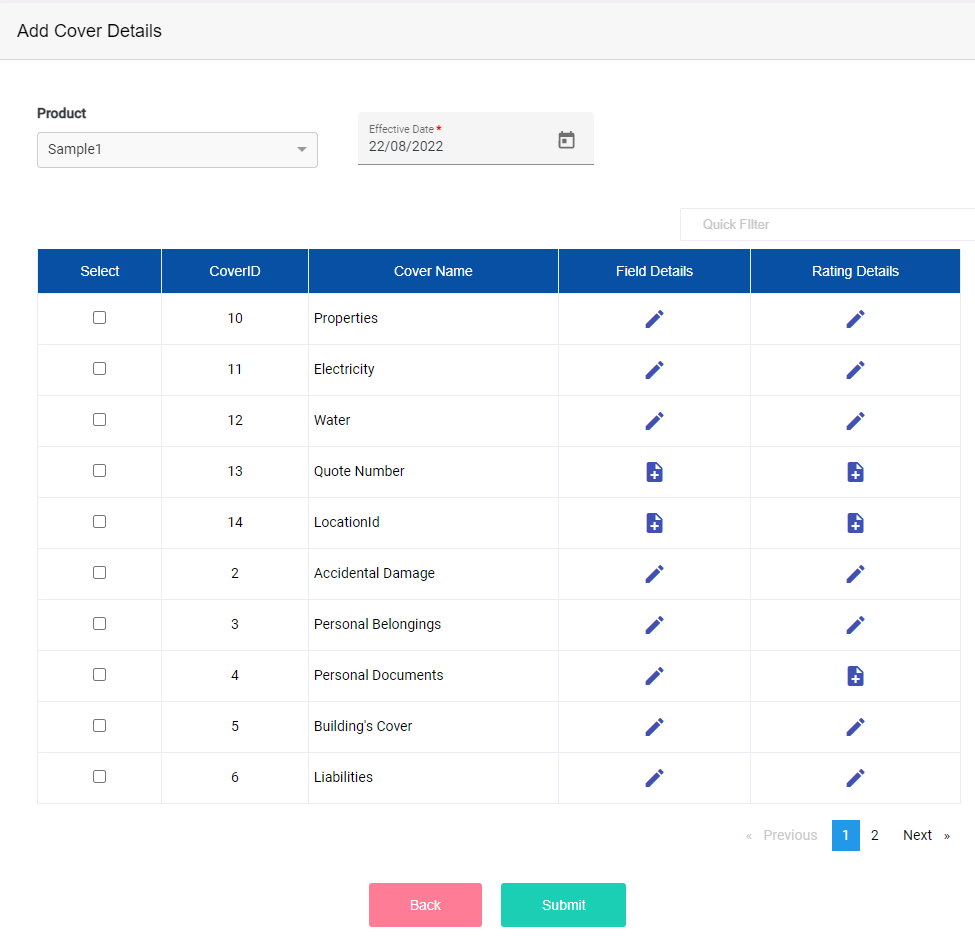 Add Cover Details
Product
Sample1
Effective Date *
22/08/2022
Quick FIlter
Select CoverID Cover Name Field Details Rating Details
10 Properties
11 Electricity
12 Water
13 Quote Number
14 LocationId
2 Accidental Damage
3 Personal Belongings
4 Personal Documents
5 Building's Cover
6 Liabilities
« Previous 1 2 Next »
Back Submit